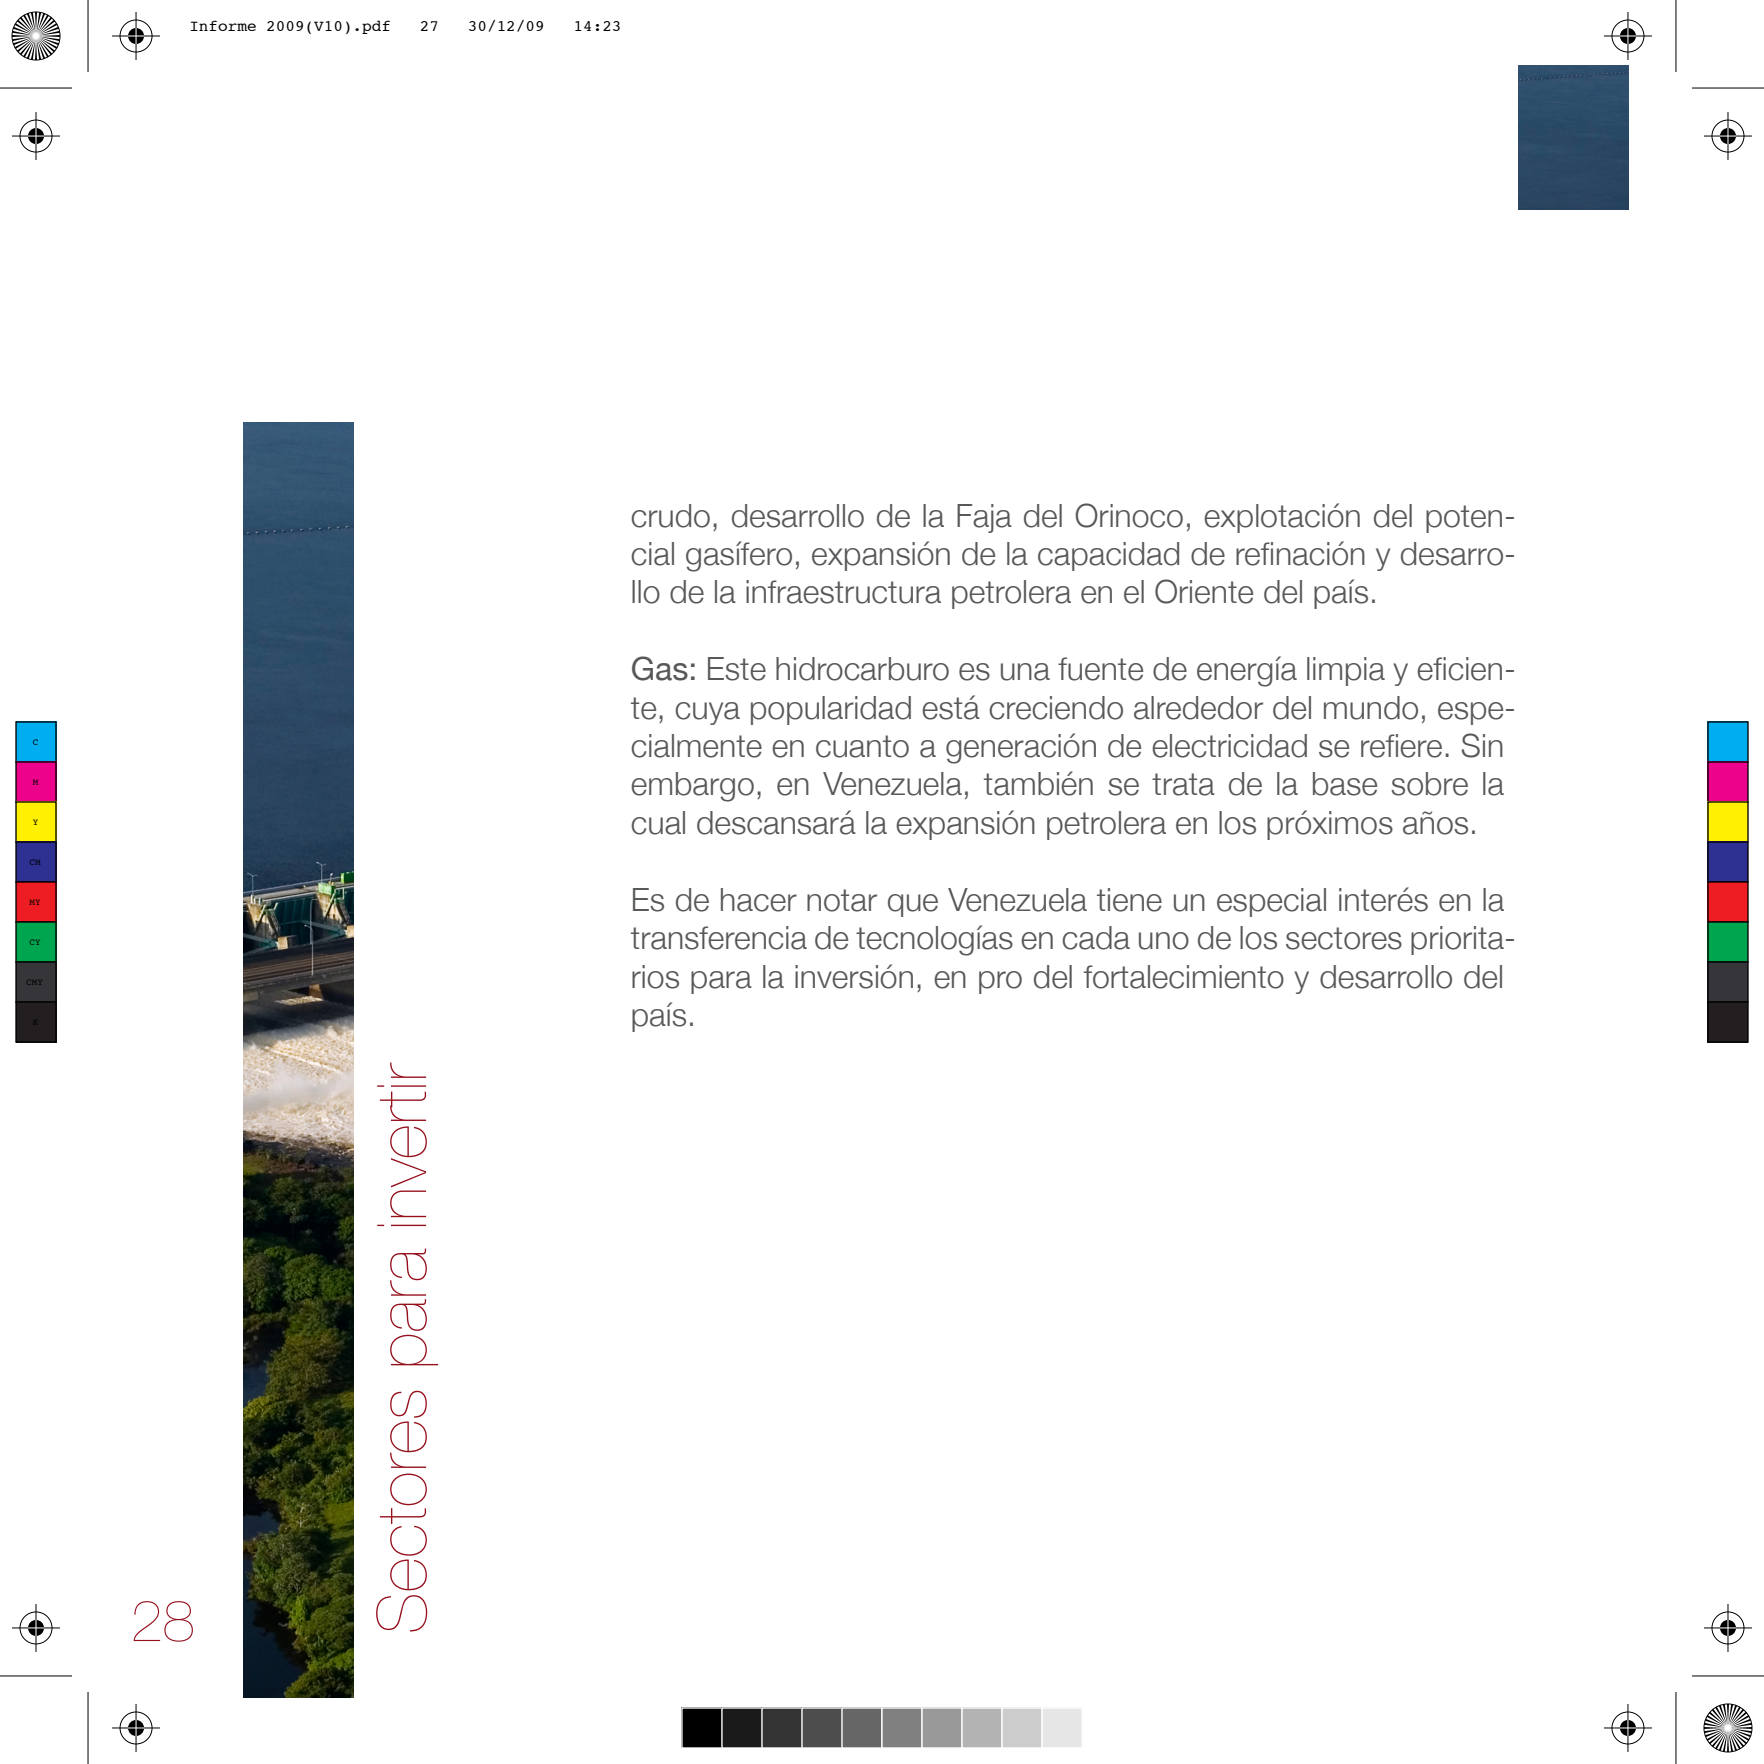 Informe 2009(V10).pdf   27   30/12/09   14:23
crudo, desarrollo de la Faja del Orinoco, explotación del poten-
cial gasífero, expansión de la capacidad de refinación y desarro-
llo de la infraestructura petrolera en el Oriente del país.
Gas: Este hidrocarburo es una fuente de energía limpia y eficien-
te, cuya popularidad está creciendo alrededor del mundo, espe-
cialmente en cuanto a generación de electricidad se refiere. Sin
embargo, en Venezuela, también se trata de la base sobre la
cual descansará la expansión petrolera en los próximos años.
Es de hacer notar que Venezuela tiene un especial interés en la
transferencia de tecnologías en cada uno de los sectores priorita-
rios para la inversión, en pro del fortalecimiento y desarrollo del
país.
C
M
Y
CM
MY
CY
CMY
K
Sectores para invertir
28